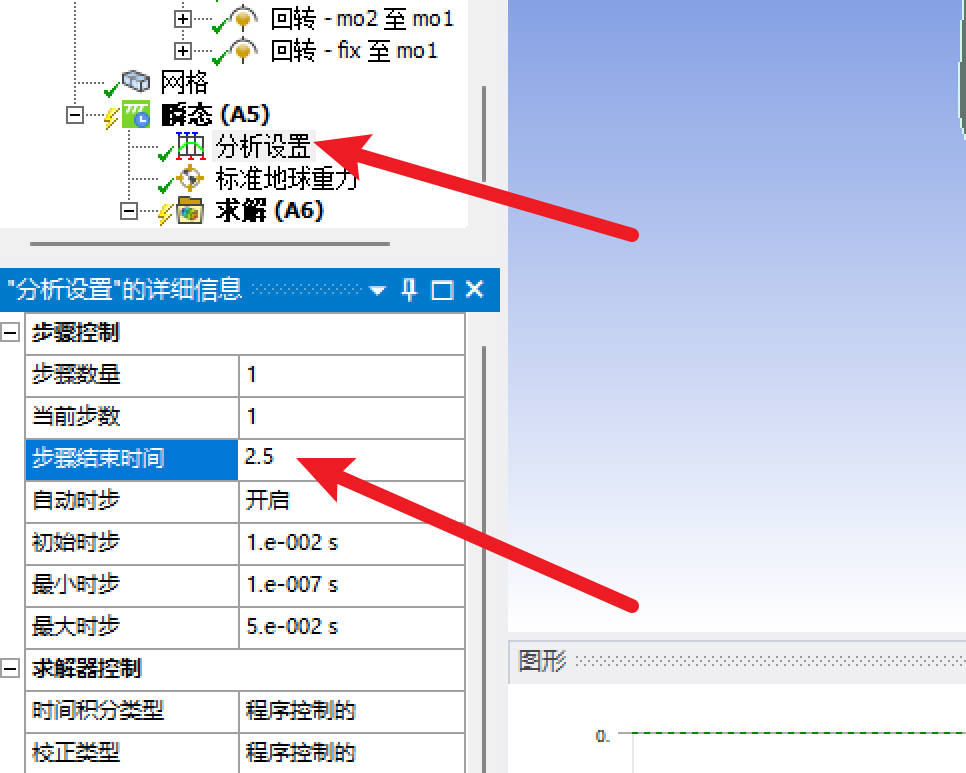 回转 - mo2 至 mo1
回转 - fix 至 mo1
网格
瞬态 (A5)
分析设置
标准地球重力
求解 (A6)
"分析设置"的详细信息
步骤控制
步骤数量 1
当前步数 1
步骤结束时间 2.5
自动时步 开启
初始时步 1.e-002 s
最小时步 1.e-007 s
最大时步 5.e-002 s
求解器控制
时间积分类型 程序控制的
校正类型 程序控制的
图形
0.